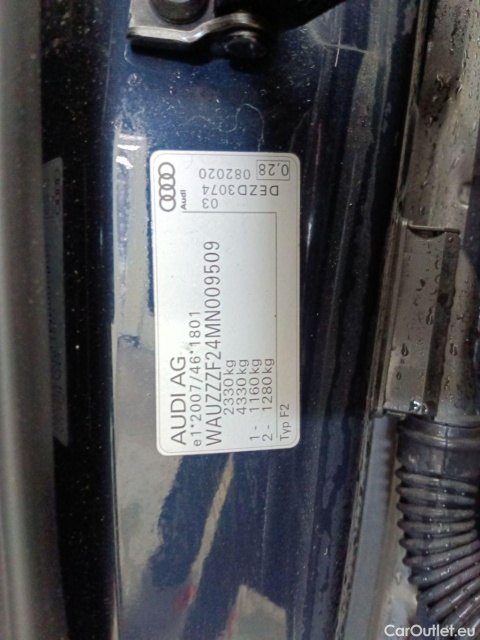 AUDI AG
e1*2007/46*1801
WAUZZZF24MN009509
2330kg
4330kg
1- 1160kg
2- 1280kg
Typ F2
Audi
03
DEZD3074
082020
0,28
CarOutlet.eu